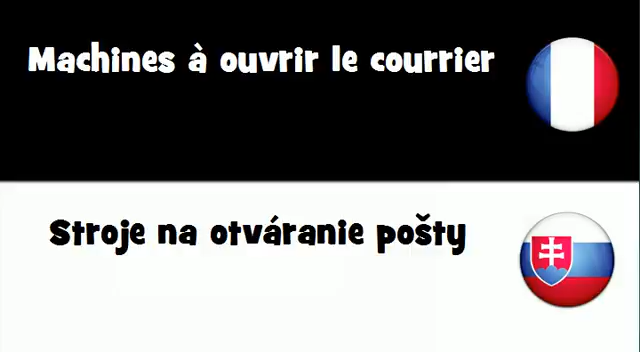 Machines à ouvrir le courrier
Stroje na otváranie pošty